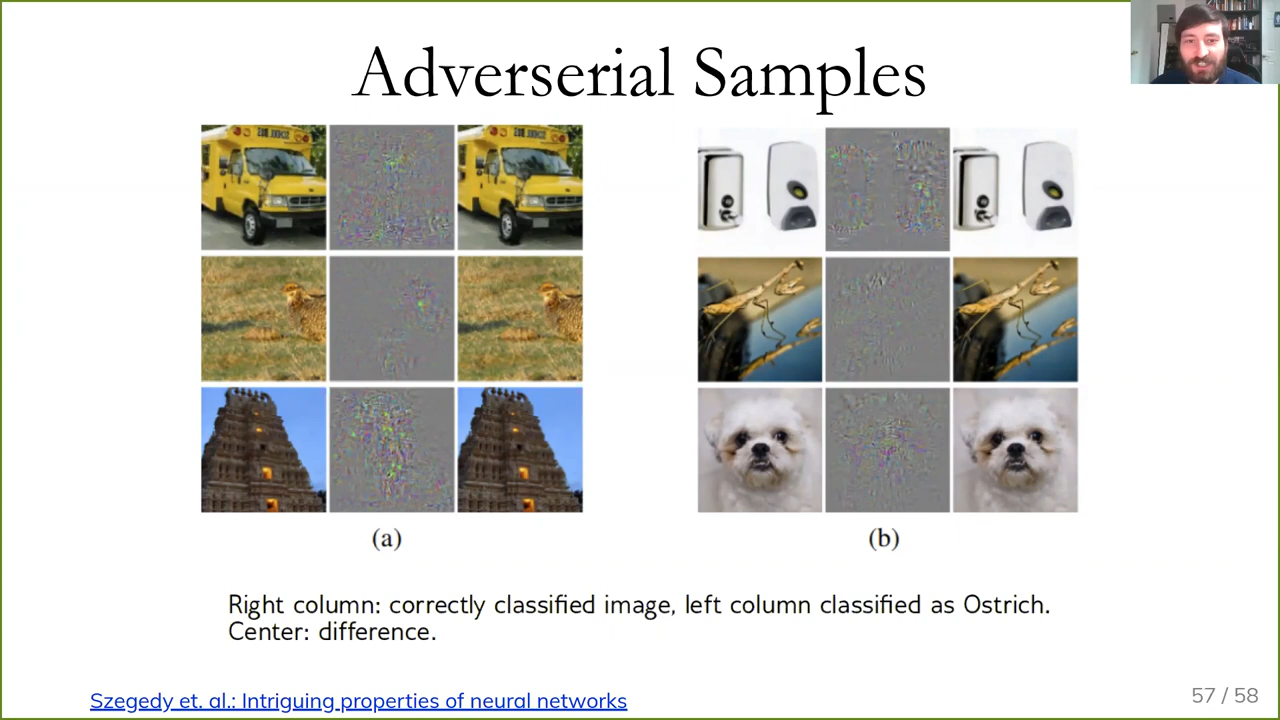 Adverserial Samples
(a)
(b)
Right column: correctly classified image, left column classified as Ostrich.
Center: difference.
Szegedy et. al.: Intriguing properties of neural networks
57 / 58